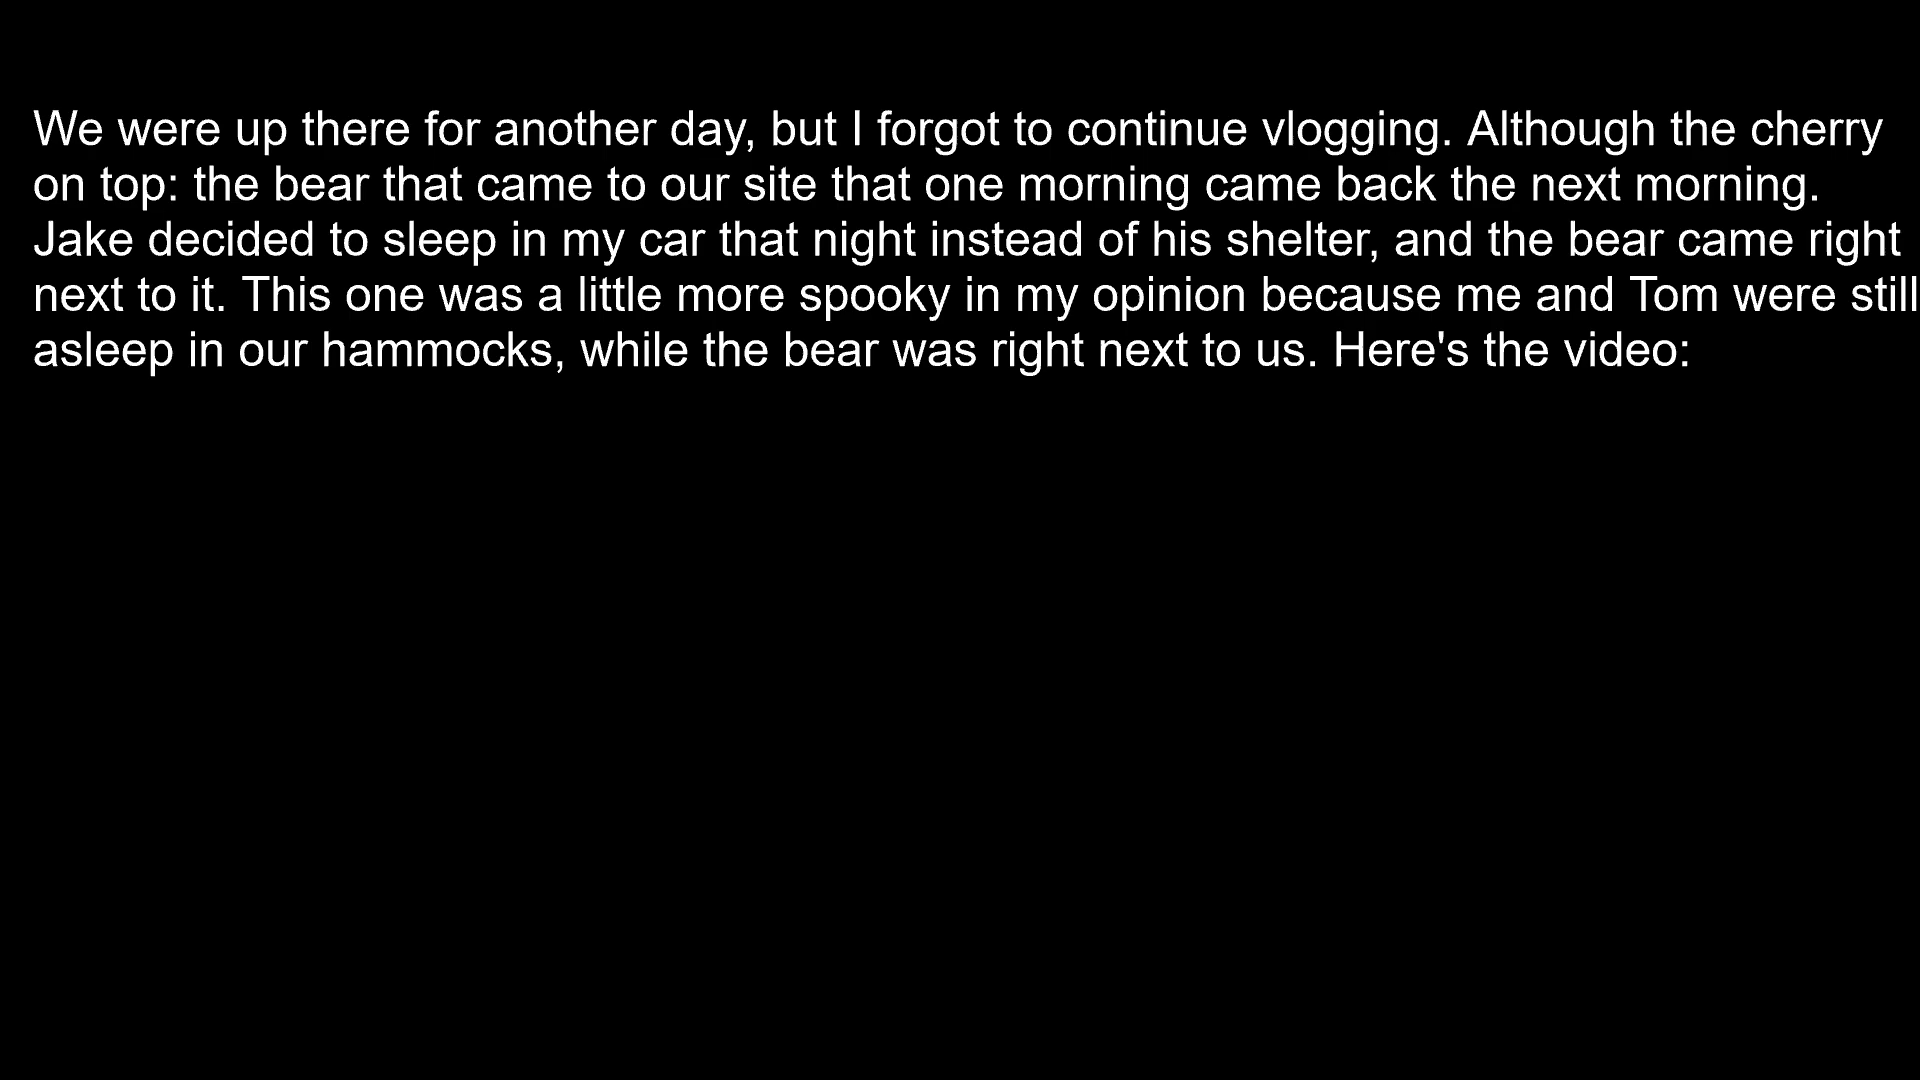 We were up there for another day, but I forgot to continue vlogging. Although the cherry
on top: the bear that came to our site that one morning came back the next morning.
Jake decided to sleep in my car that night instead of his shelter, and the bear came right
next to it. This one was a little more spooky in my opinion because me and Tom were still
asleep in our hammocks, while the bear was right next to us. Here's the video: